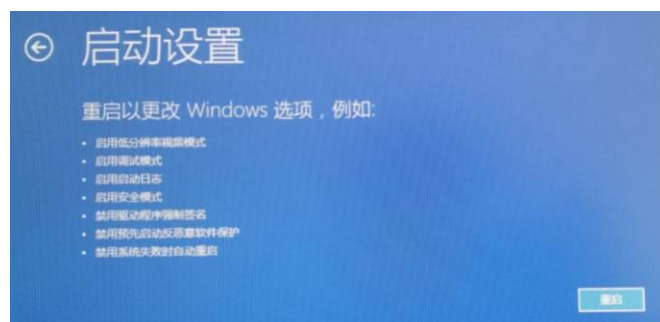 启动设置
重启以更改 Windows 选项，例如:
• 启用低分辨率视频模式
• 启用调试模式
• 启用启动日志
• 启用安全模式
• 禁用驱动程序强制签名
• 禁用预先启动反恶意软件保护
• 禁用系统失败时自动重启
重启